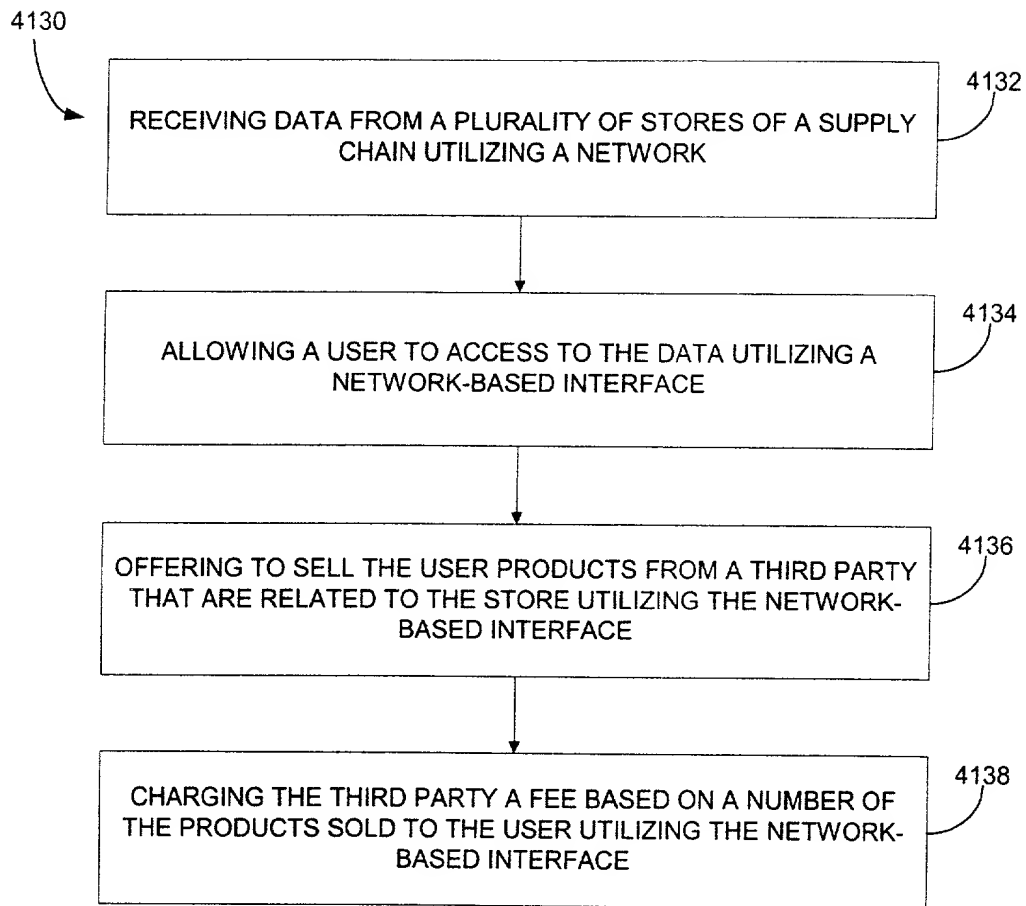 4130
4132
RECEIVING DATA FROM A PLURALITY OF STORES OF A SUPPLY
CHAIN UTILIZING A NETWORK
4134
ALLOWING A USER TO ACCESS TO THE DATA UTILIZING A
NETWORK-BASED INTERFACE
4136
OFFERING TO SELL THE USER PRODUCTS FROM A THIRD PARTY
THAT ARE RELATED TO THE STORE UTILIZING THE NETWORK-
BASED INTERFACE
4138
CHARGING THE THIRD PARTY A FEE BASED ON A NUMBER OF
THE PRODUCTS SOLD TO THE USER UTILIZING THE NETWORK-
BASED INTERFACE